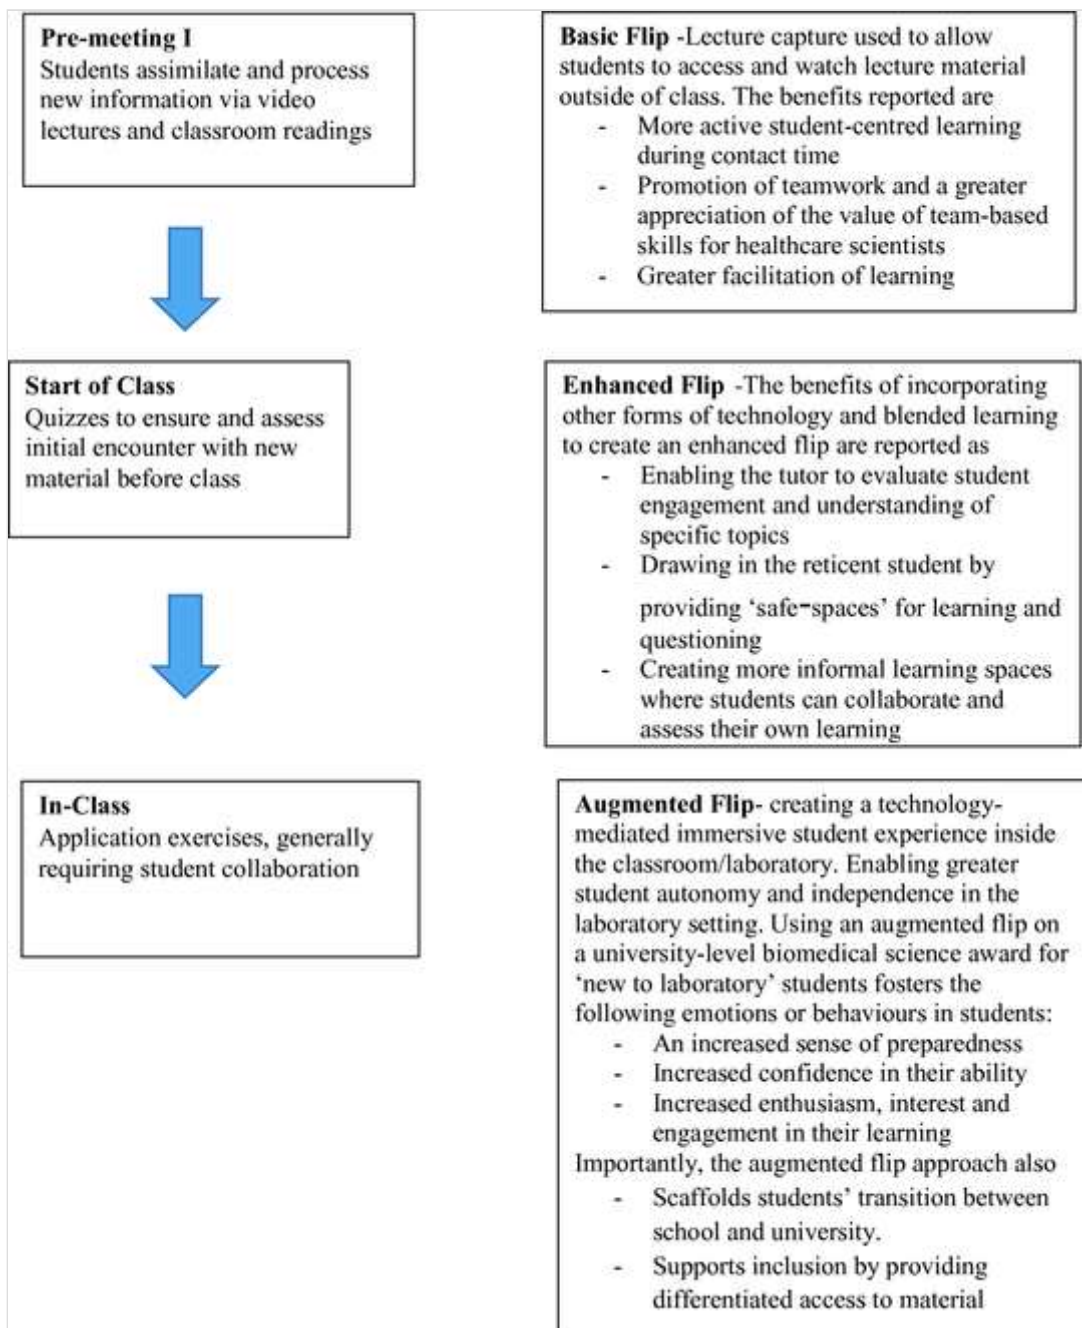 Pre-meeting I
Students assimilate and process
new information via video
lectures and classroom readings
Basic Flip -Lecture capture used to allow
students to access and watch lecture material
outside of class. The benefits reported are
- More active student-centred learning
during contact time
- Promotion of teamwork and a greater
appreciation of the value of team-based
skills for healthcare scientists
- Greater facilitation of learning
Start of Class
Quizzes to ensure and assess
initial encounter with new
material before class
Enhanced Flip -The benefits of incorporating
other forms of technology and blended learning
to create an enhanced flip are reported as
- Enabling the tutor to evaluate student
engagement and understanding of
specific topics
- Drawing in the reticent student by
providing ‘safe-spaces’ for learning and
questioning
- Creating more informal learning spaces
where students can collaborate and
assess their own learning
In-Class
Application exercises, generally
requiring student collaboration
Augmented Flip- creating a technology-
mediated immersive student experience inside
the classroom/laboratory. Enabling greater
student autonomy and independence in the
laboratory setting. Using an augmented flip on
a university-level biomedical science award for
‘new to laboratory’ students fosters the
following emotions or behaviours in students:
- An increased sense of preparedness
- Increased confidence in their ability
- Increased enthusiasm, interest and
engagement in their learning
Importantly, the augmented flip approach also
- Scaffolds students’ transition between
school and university.
- Supports inclusion by providing
differentiated access to material